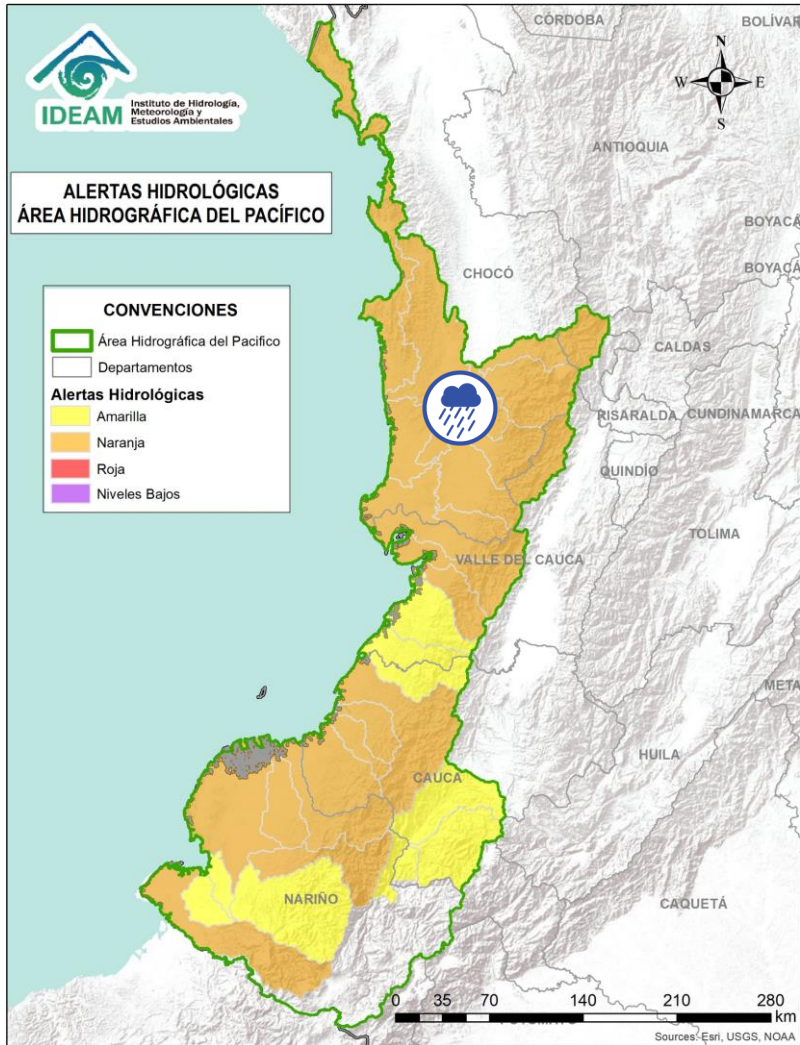 CÓRDOBA
BOLÍVAR
N
W
E
S
IDEAM
Instituto de Hidrología,
Meteorología y
Estudios Ambientales
ANTIOQUIA
ALERTAS HIDROLÓGICAS
ÁREA HIDROGRÁFICA DEL PACÍFICO
BOYACÁ
BOYACÁ
CHOCÓ
CONVENCIONES
Área Hidrográfica del Pacifico
Departamentos
Alertas Hidrológicas
Amarilla
Naranja
Roja
Niveles Bajos
CALDAS
RISARALDA
CUNDINAMARCA
QUINDÍO
TOLIMA
VALLE DEL CAUCA
META
HUILA
CAUCA
NARIÑO
CAQUETÁ
0 35 70 140 210 280
km
Sources: Esri, USGS, NOAA